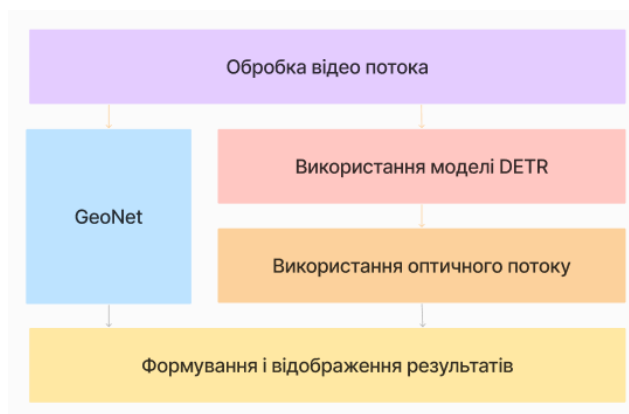 Обробка відео потока
Використання моделі DETR
GeoNet
Використання оптичного потоку
Формування і відображення результатів